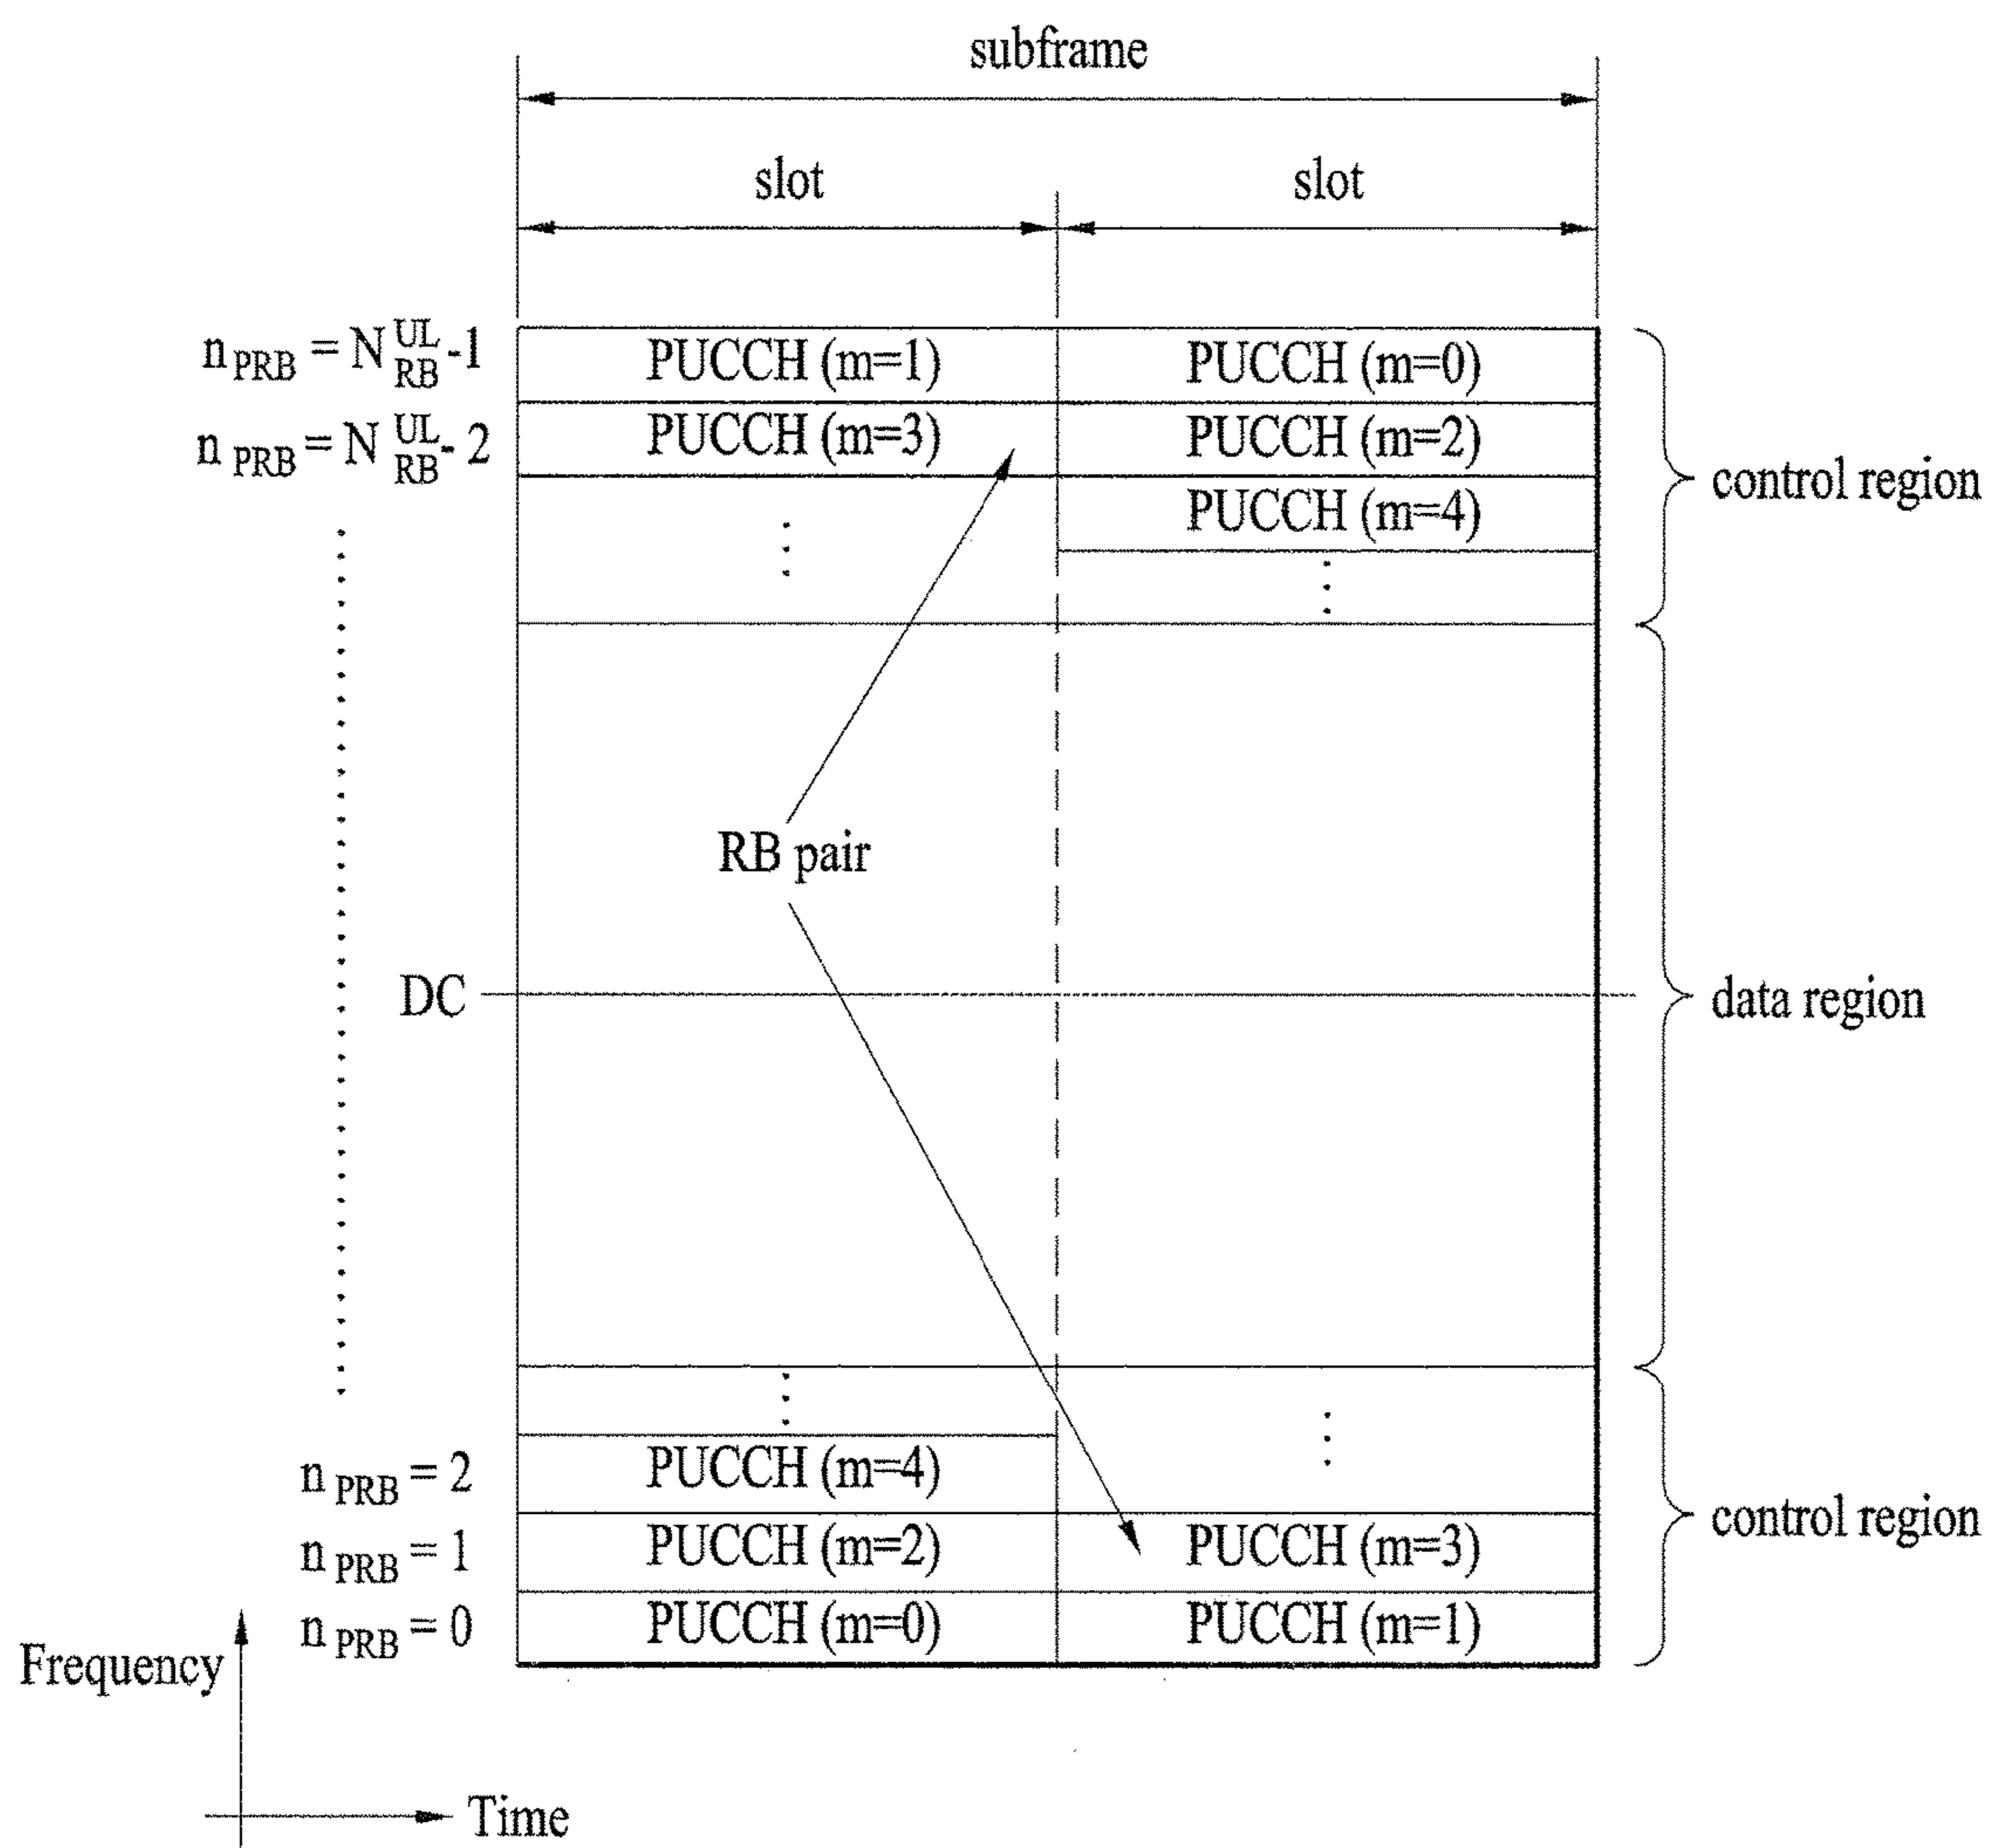 subframe
slot slot
n PRB = N UL RB -1 PUCCH (m=1) PUCCH (m=0)
n PRB = N UL RB - 2 PUCCH (m=3) PUCCH (m=2)
PUCCH (m=4)
control region
RB pair
DC
data region
n PRB = 2 PUCCH (m=4)
n PRB = 1 PUCCH (m=2) PUCCH (m=3)
control region
n PRB = 0 PUCCH (m=0) PUCCH (m=1)
Frequency
Time